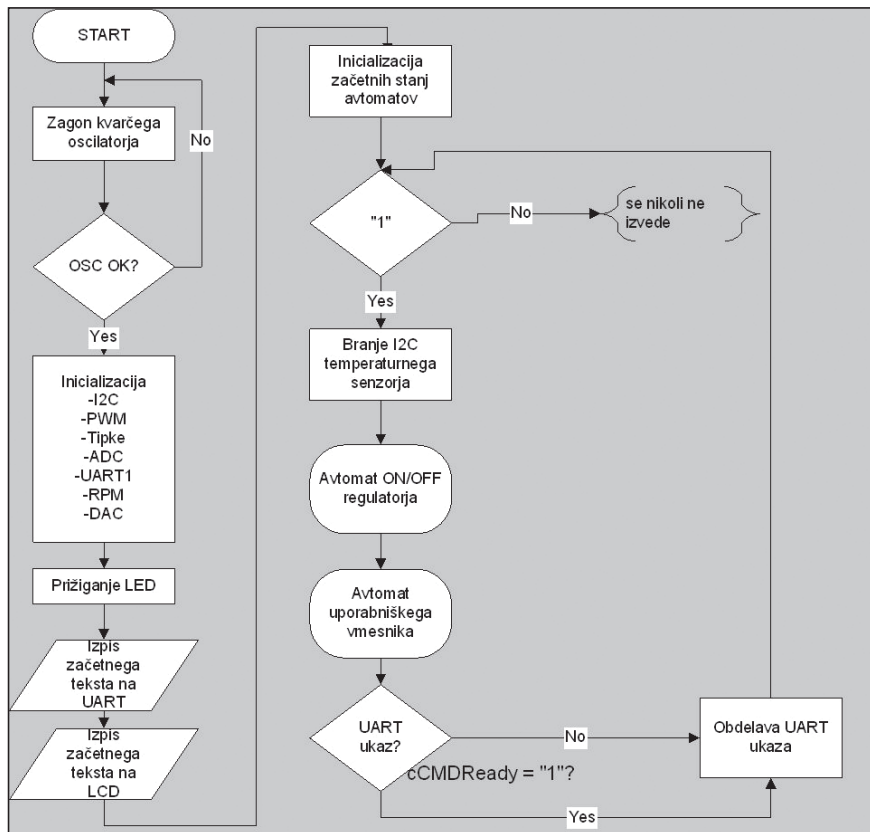 START
Zagon kvarčega
oscilatorja
No
OSC OK?
Yes
Inicializacija
-I2C
-PWM
-Tipke
-ADC
-UART1
-RPM
-DAC
Prižiganje LED
Izpis
začetnega
teksta na
UART
Izpis
začetnega
teksta na
LCD
Inicializacija
začetnih stanj
avtomatov
"1"
No
se nikoli ne
izvede
Yes
Branje I2C
temperaturnega
senzorja
Avtomat ON/OFF
regulatorja
Avtomat
uporabniškega
vmesnika
UART
ukaz?
No
cCMDReady = "1"?
Yes
Obdelava UART
ukaza